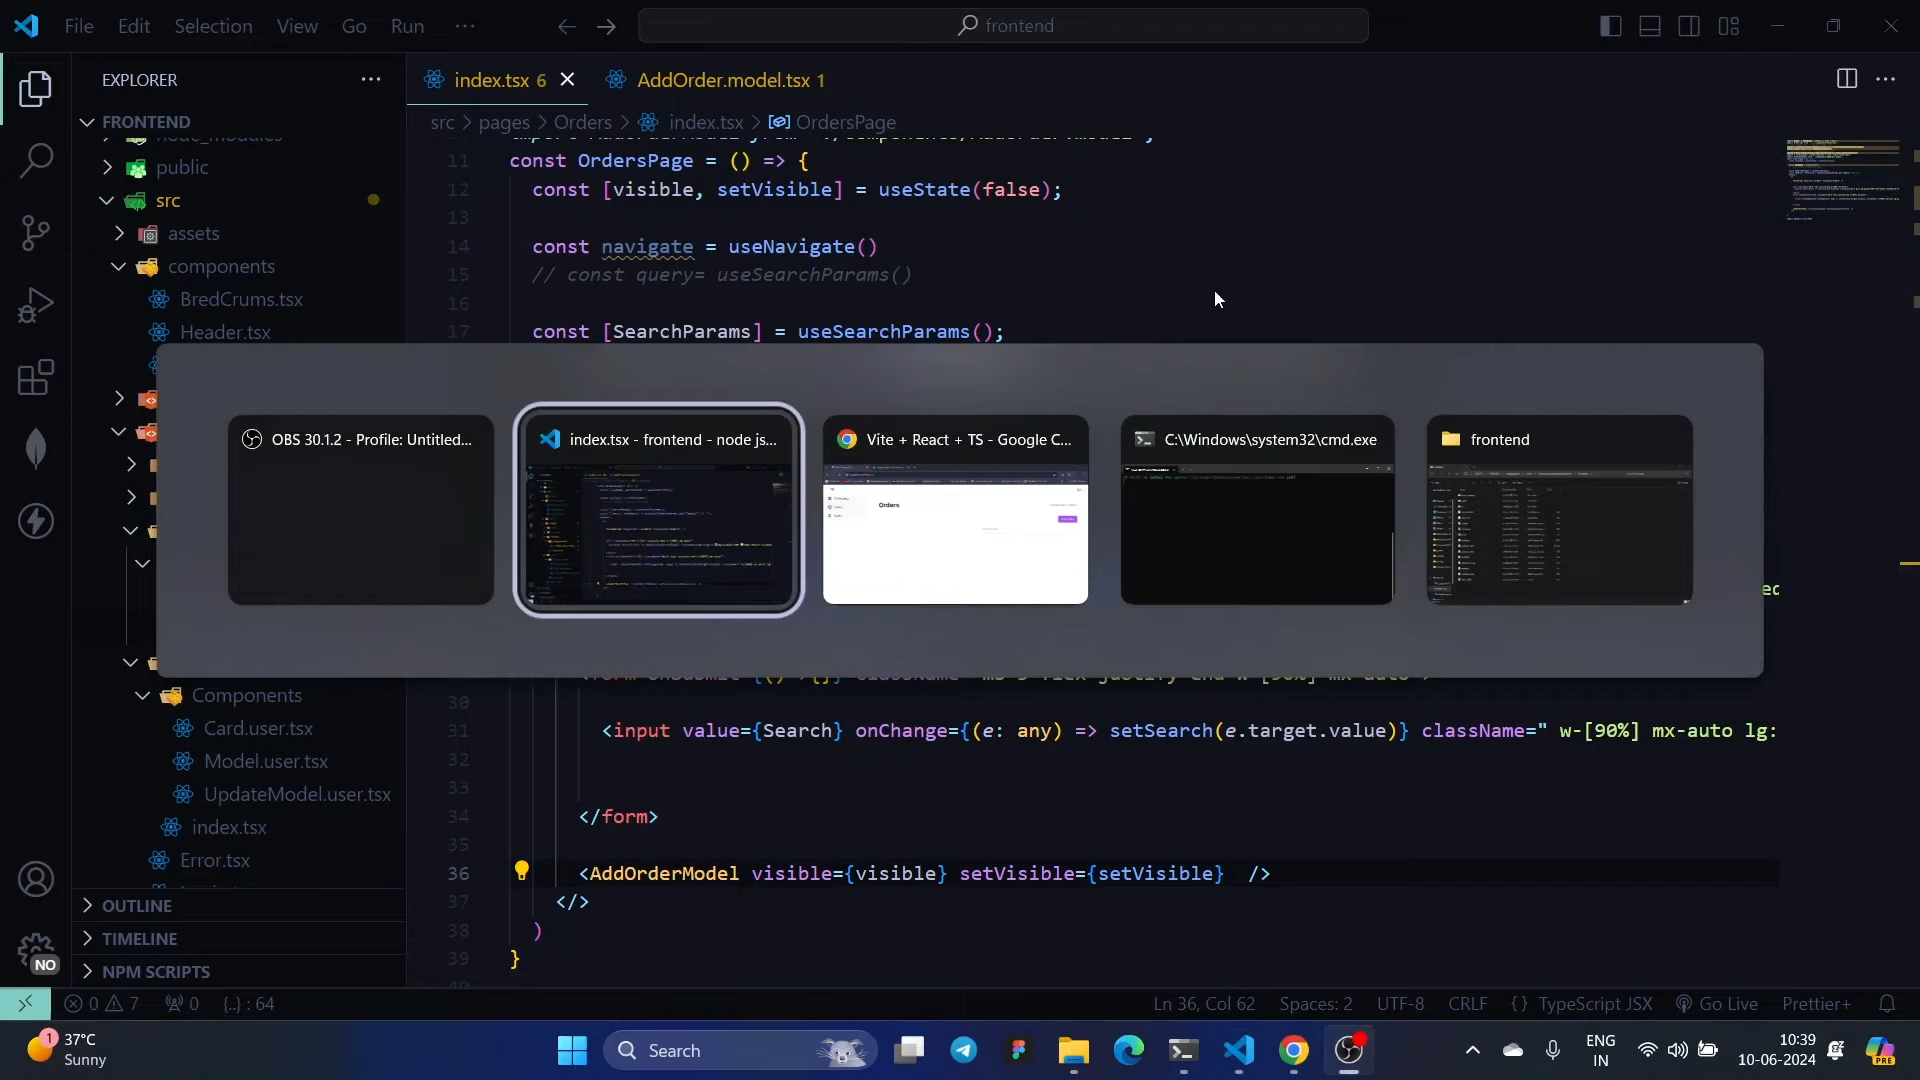 File Edit Selection View Go Run ···
frontend
EXPLORER
index.tsx 6
AddOrder.model.tsx 1
FRONTEND
src > pages > Orders > index.tsx > OrdersPage
node_modules
public
src
assets
components
BredCrums.tsx
Header.tsx
11 const OrdersPage = () => {
12 const [visible, setVisible] = useState(false);
13
14 const navigate = useNavigate()
15 // const query= useSearchParams()
16
17 const [SearchParams] = useSearchParams();
OBS 30.1.2 - Profile: Untitled...
index.tsx - frontend - node js...
Vite + React + TS - Google C...
C:\Windows\system32\cmd.exe
frontend
Orders
30
31 <input value={Search} onChange={(e: any) => setSearch(e.target.value)} className=" w-[90%] mx-auto lg:
32
33
34 </form>
35
36 <AddOrderModel visible={visible} setVisible={setVisible} />
37 </>
38 )
39 }
Components
Card.user.tsx
Model.user.tsx
UpdateModel.user.tsx
index.tsx
Error.tsx
OUTLINE
TIMELINE
NPM SCRIPTS
NO
0 7 0 {..} : 64
Ln 36, Col 62 Spaces: 2 UTF-8 CRLF {} TypeScript JSX Go Live Prettier+
1
37°C
Sunny
Search
ENG
IN
10:39
10-06-2024
PRE